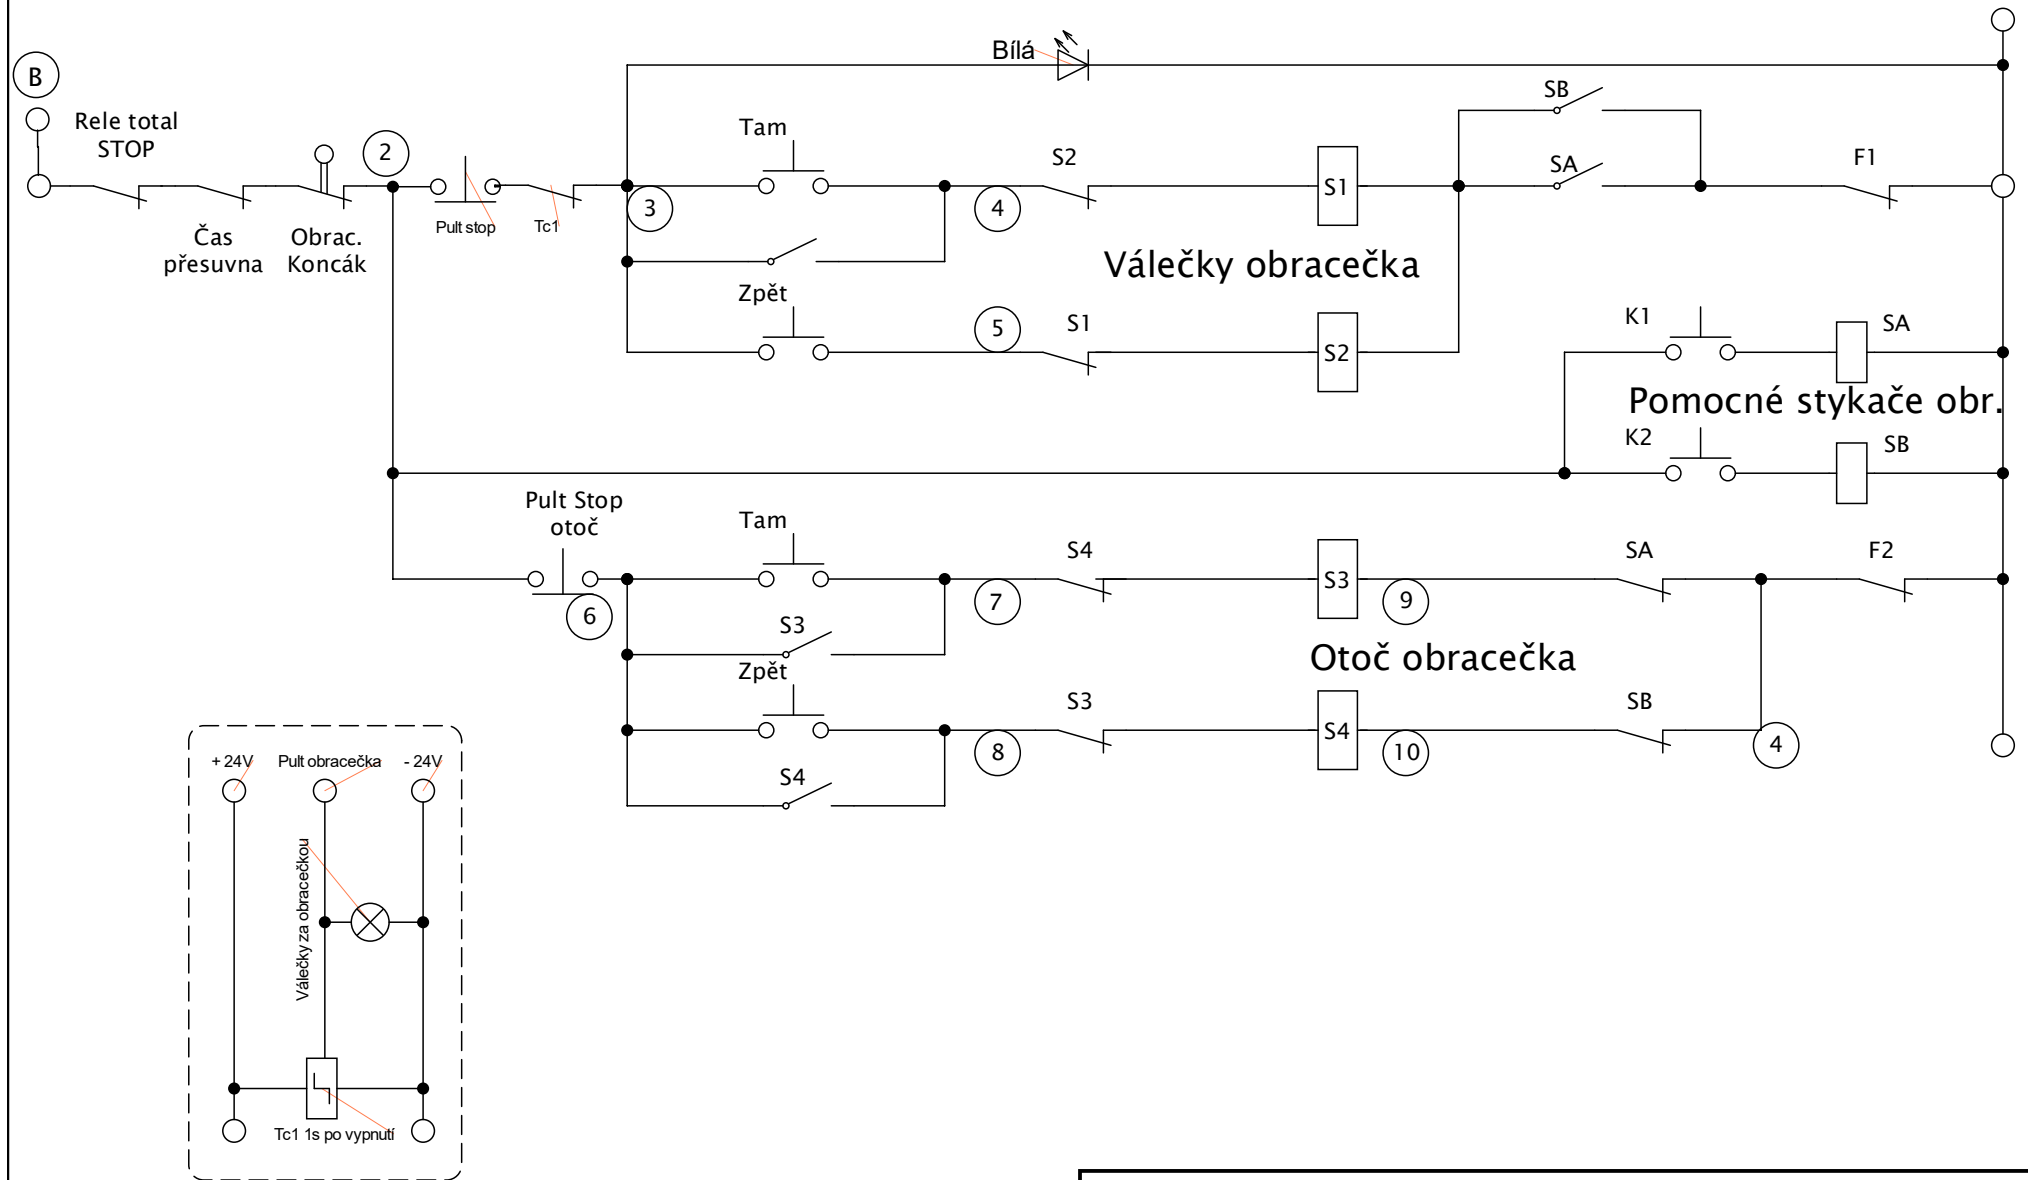 Bílá
B
SB
Rele total
STOP
Tam
2
S2
SA
F1
S1
3
4
Pult stop
Tc1
Čas
přesuvna
Obrac.
Koncák
Válečky obracečka
Zpět
5
S1
S2
K1
SA
Pomocné stykače obr.
K2
SB
Pult Stop
otoč
Tam
S4
SA
F2
S3
6
7
9
S3
Otoč obracečka
Zpět
S3
SB
S4
8
10
4
S4
+ 24V
Pult obracečka
- 24V
Válečky za obracečkou
Tc1 1s po vypnutí